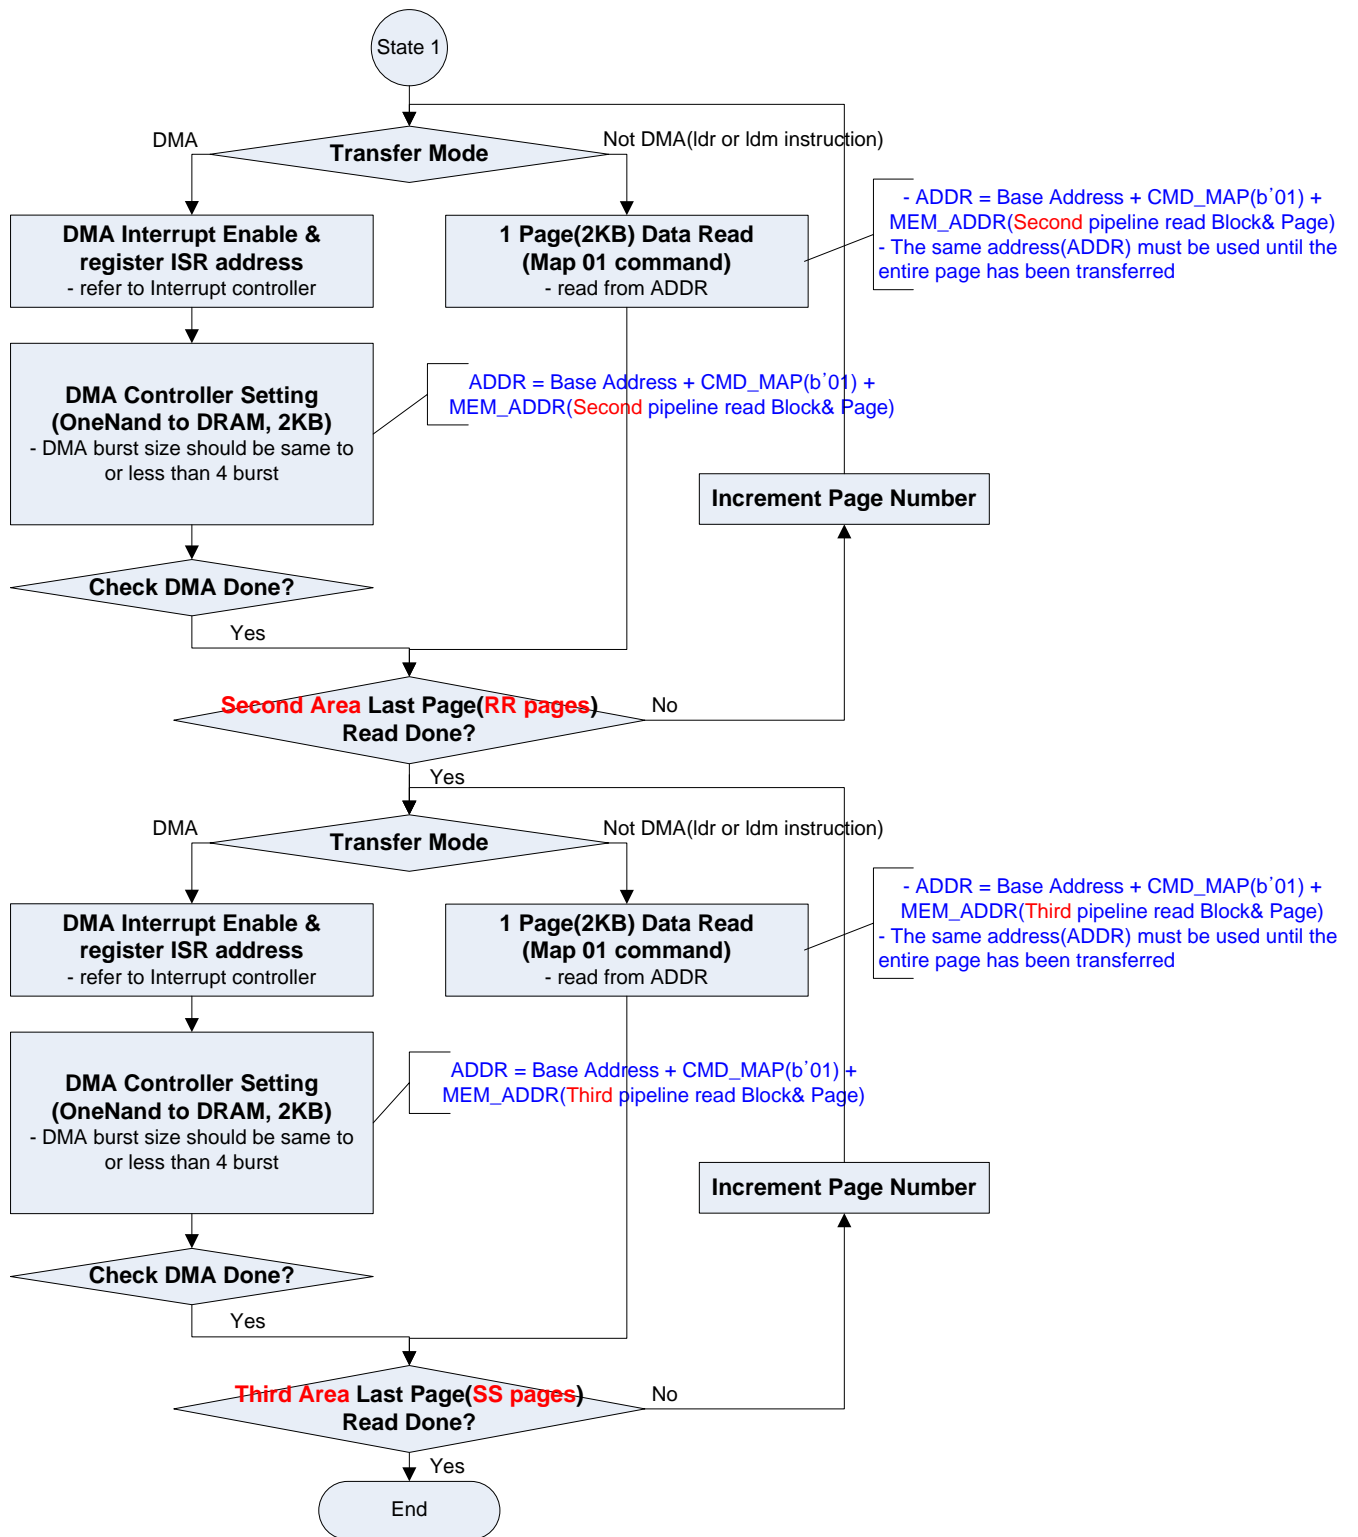 State 1
DMA
Not DMA(ldr or ldm instruction)
Transfer Mode
- ADDR = Base Address + CMD_MAP(b'01) +
MEM_ADDR(Second pipeline read Block& Page)
- The same address(ADDR) must be used until the
entire page has been transferred
DMA Interrupt Enable &
register ISR address
- refer to Interrupt controller
1 Page(2KB) Data Read
(Map 01 command)
- read from ADDR
DMA Controller Setting
(OneNand to DRAM, 2KB)
- DMA burst size should be same to
or less than 4 burst
ADDR = Base Address + CMD_MAP(b'01) +
MEM_ADDR(Second pipeline read Block& Page)
Increment Page Number
Check DMA Done?
Yes
Second Area Last Page(RR pages)
Read Done?
No
Yes
DMA
Not DMA(ldr or ldm instruction)
Transfer Mode
- ADDR = Base Address + CMD_MAP(b'01) +
MEM_ADDR(Third pipeline read Block& Page)
- The same address(ADDR) must be used until the
entire page has been transferred
DMA Interrupt Enable &
register ISR address
- refer to Interrupt controller
1 Page(2KB) Data Read
(Map 01 command)
- read from ADDR
DMA Controller Setting
(OneNand to DRAM, 2KB)
- DMA burst size should be same to
or less than 4 burst
ADDR = Base Address + CMD_MAP(b'01) +
MEM_ADDR(Third pipeline read Block& Page)
Increment Page Number
Check DMA Done?
Yes
Third Area Last Page(SS pages)
Read Done?
No
Yes
End